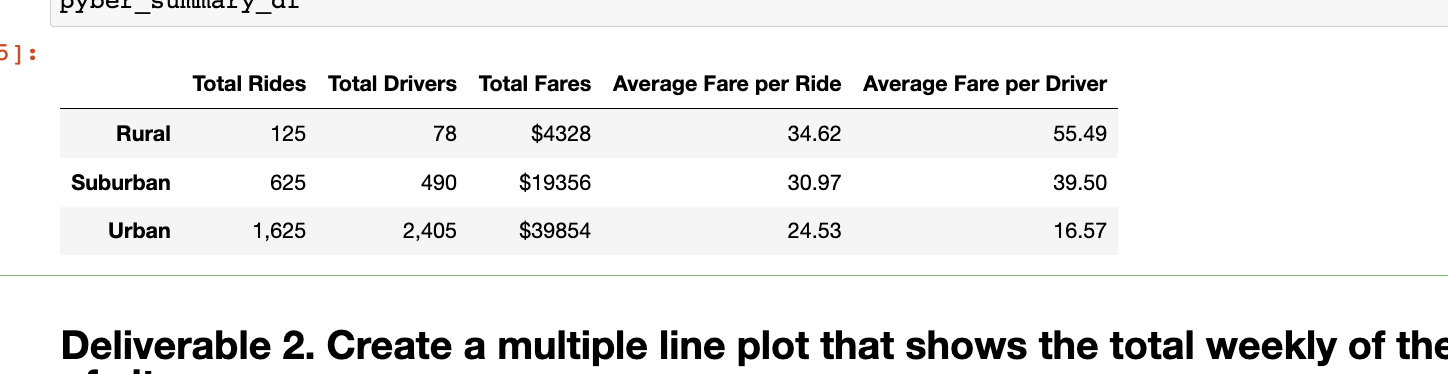 pyber_summary_df
5]:
Total Rides Total Drivers Total Fares Average Fare per Ride Average Fare per Driver
Rural 125 78 $4328 34.62 55.49
Suburban 625 490 $19356 30.97 39.50
Urban 1,625 2,405 $39854 24.53 16.57
Deliverable 2. Create a multiple line plot that shows the total weekly of the